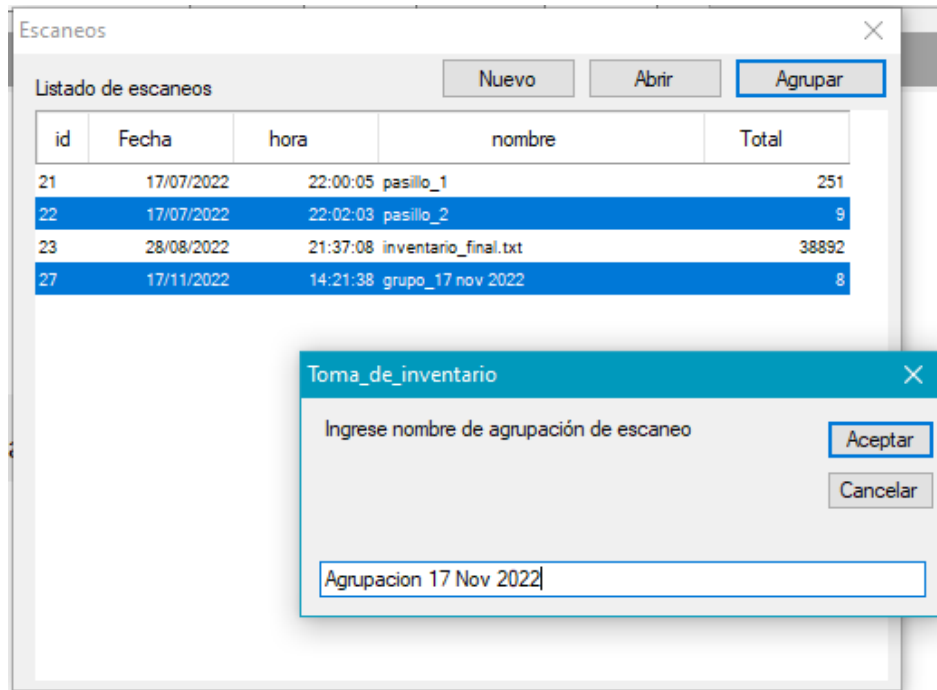 Escaneos
Listado de escaneos Nuevo Abrir Agrupar
id Fecha hora nombre Total
21 17/07/2022 22:00:05 pasillo_1 251
22 17/07/2022 22:02:03 pasillo_2 9
23 28/08/2022 21:37:08 inventario_final.txt 38892
27 17/11/2022 14:21:38 grupo_17 nov 2022 8
Toma_de_inventario
Ingrese nombre de agrupación de escaneo
Aceptar
Cancelar
Agrupacion 17 Nov 2022